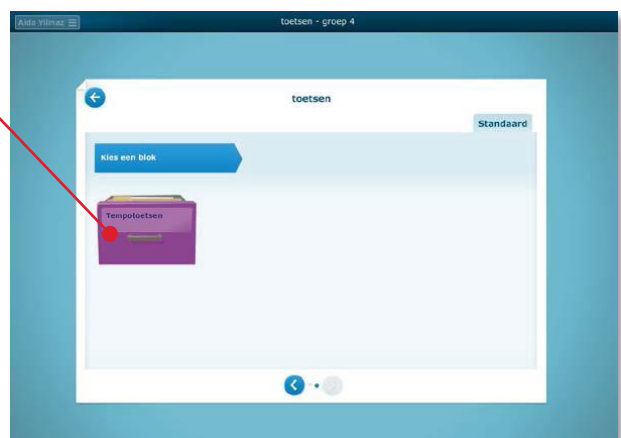 Aida Yilmaz
toetsen - groep 4
toetsen
Standaard
Kies een blok
Tempotoetsen